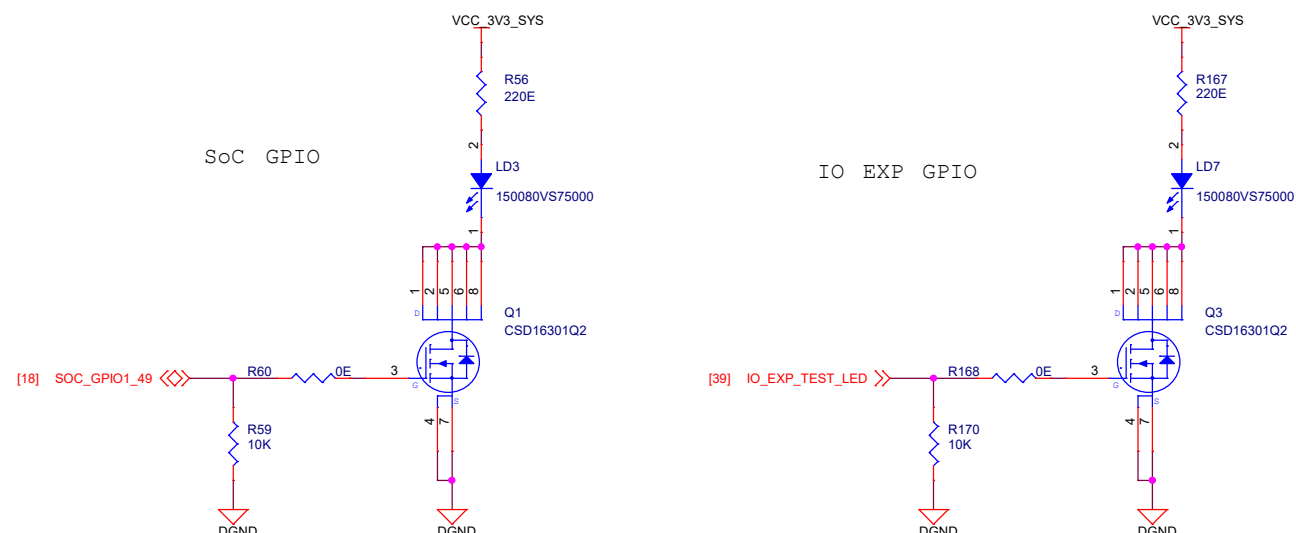 VCC_3V3_SYS
R56
220E
SoC GPIO
2
LD3
150080VS75000
1
1
2
5
6
8
D
Q1
CSD16301Q2
[18] SOC_GPIO1_49
R60
0E
3
G
S
R59
10K
4
7
DGND
DGND
VCC_3V3_SYS
R167
220E
IO EXP GPIO
2
LD7
150080VS75000
1
1
2
5
6
8
D
Q3
CSD16301Q2
[39] IO_EXP_TEST_LED
R168
0E
3
G
S
R170
10K
4
7
DGND
DGND